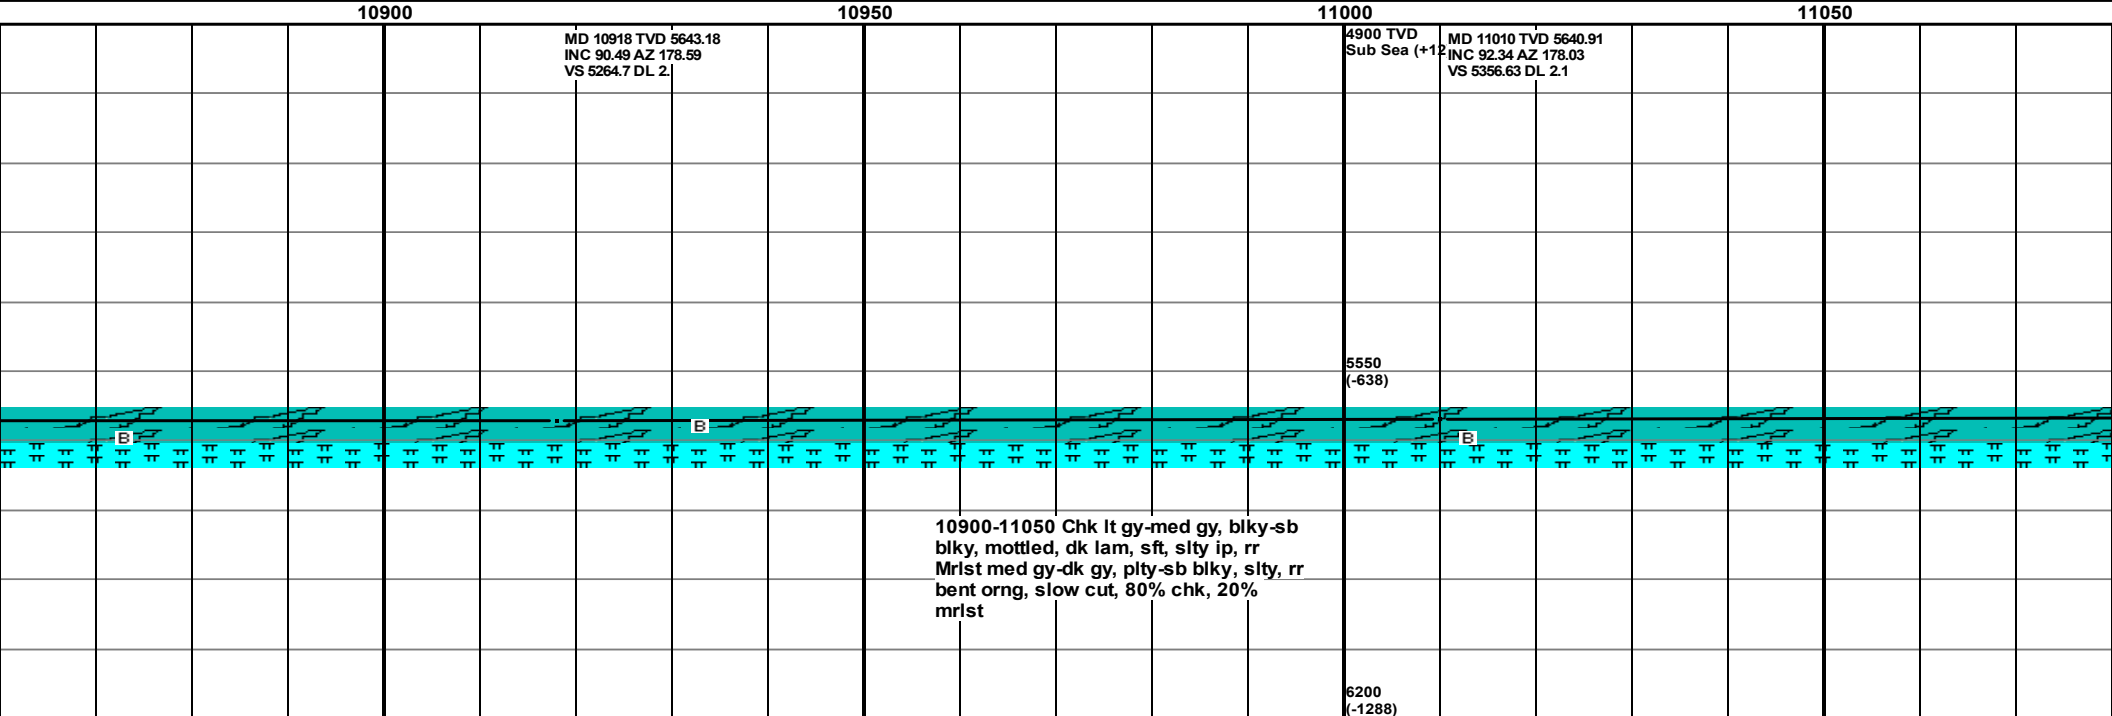 10900
10950
11000
11050
MD 10918 TVD 5643.18
INC 90.49 AZ 178.59
VS 5264.7 DL 2.
4900 TVD
Sub Sea (+12
MD 11010 TVD 5640.91
INC 92.34 AZ 178.03
VS 5356.63 DL 2.1
5550
(-638)
B
B
B
10900-11050 Chk lt gy-med gy, blky-sb
blky, mottled, dk lam, sft, slty ip, rr
Mrlst med gy-dk gy, plty-sb blky, slty, rr
bent orng, slow cut, 80% chk, 20%
mrlst
6200
(-1288)